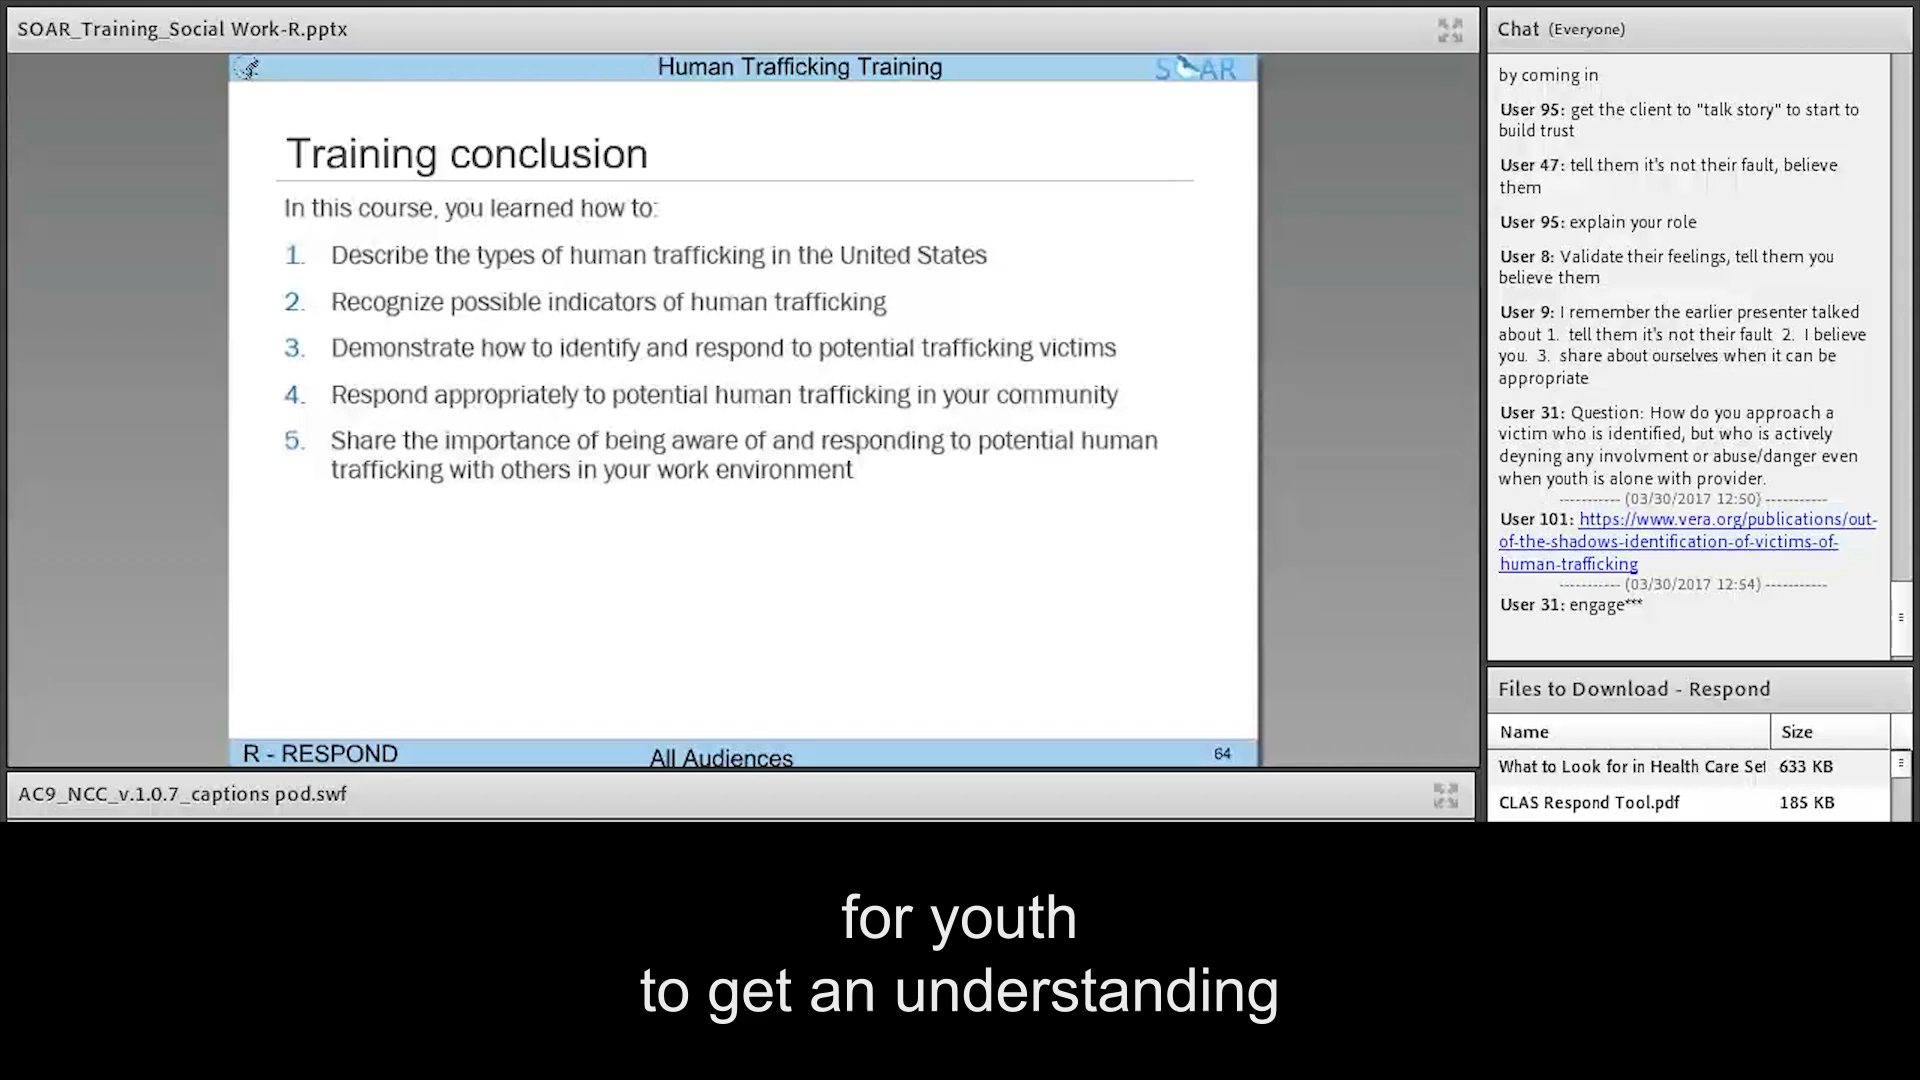 SOAR_Training_Social Work-R.pptx
Human Trafficking Training
SOAR
Training conclusion
In this course, you learned how to:
1. Describe the types of human trafficking in the United States
2. Recognize possible indicators of human trafficking
3. Demonstrate how to identify and respond to potential trafficking victims
4. Respond appropriately to potential human trafficking in your community
5. Share the importance of being aware of and responding to potential human
trafficking with others in your work environment
R - RESPOND
All Audiences
64
Chat (Everyone)
by coming in
User 95: get the client to "talk story" to start to
build trust
User 47: tell them it's not their fault, believe
them
User 95: explain your role
User 8: Validate their feelings, tell them you
believe them
User 9: I remember the earlier presenter talked
about 1. tell them it's not their fault 2. I believe
you. 3. share about ourselves when it can be
appropriate
User 31: Question: How do you approach a
victim who is identified, but who is actively
deyning any involvment or abuse/danger even
when youth is alone with provider.
----------- (03/30/2017 12:50) -----------
User 101: https://www.vera.org/publications/out-
of-the-shadows-identification-of-victims-of-
human-trafficking
----------- (03/30/2017 12:54) -----------
User 31: engage***
Files to Download - Respond
Name Size
What to Look for in Health Care Set 633 KB
CLAS Respond Tool.pdf 185 KB
AC9_NCC_v.1.0.7_captions pod.swf
for youth
to get an understanding